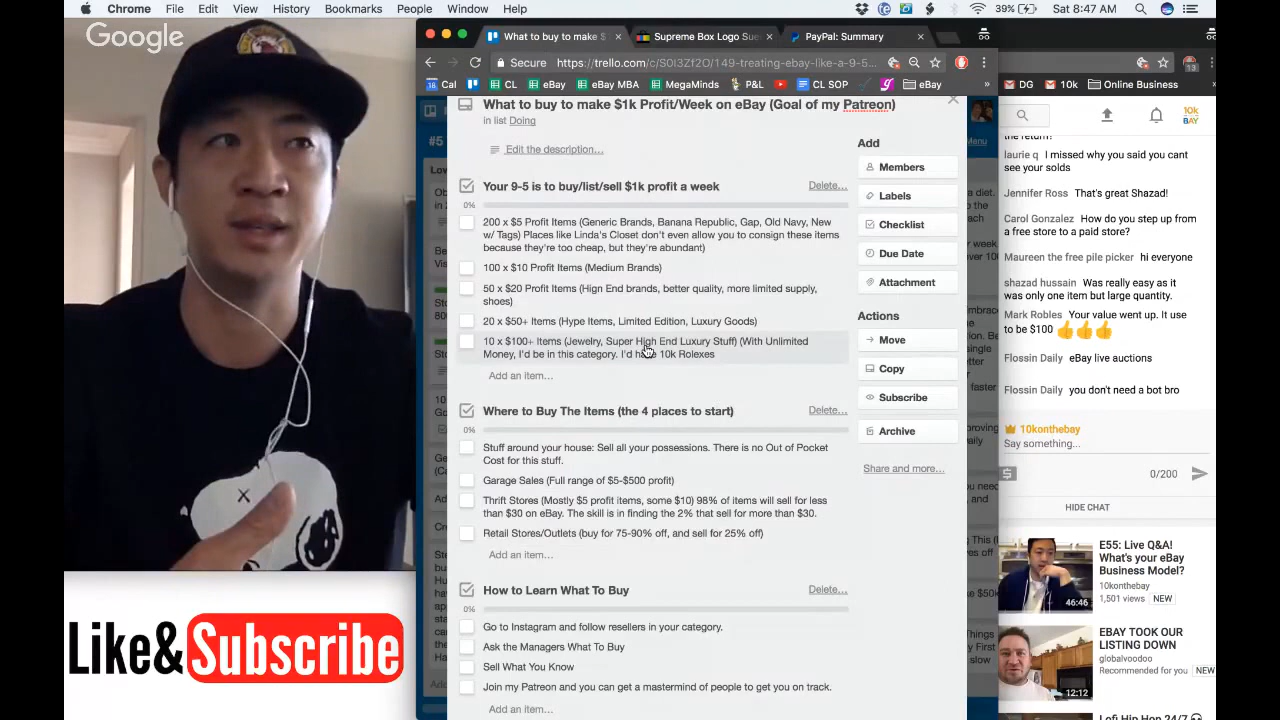 Chrome File Edit View History Bookmarks People Window Help
39% Sat 8:47 AM
Google
What to buy to make $
Supreme Box Logo Su
PayPal: Summary
Secure https://trello.com/c/S0I3Zf2O/149-treating-ebay-like-a-9-5...
Cal CL eBay eBay MBA MegaMinds P&L CL SOP eBay »
DG 10k Online Business
What to buy to make $1k Profit/Week on eBay (Goal of my Patreon)
in list Doing
Edit the description...
Your 9-5 is to buy/list/sell $1k profit a week
Delete...
0%
200 x $5 Profit Items (Generic Brands, Banana Republic, Gap, Old Navy, New
w/ Tags) Places like Linda's Closet don't even allow you to consign these items
because they're too cheap, but they're abundant)
100 x $10 Profit Items (Medium Brands)
50 x $20 Profit Items (Hign End brands, better quality, more limited supply,
shoes)
20 x $50+ Items (Hype Items, Limited Edition, Luxury Goods)
10 x $100+ Items (Jewelry, Super High End Luxury Stuff) (With Unlimited
Money, I'd be in this category. I'd 10k Rolexes
Add an item...
Where to Buy The Items (the 4 places to start)
Delete...
0%
Stuff around your house: Sell all your possessions. There is no Out of Pocket
Cost for this stuff.
Garage Sales (Full range of $5-$500 profit)
Thrift Stores (Mostly $5 profit items, some $10) 98% of items will sell for less
than $30 on eBay. The skill is in finding the 2% that sell for more than $30.
Retail Stores/Outlets (buy for 75-90% off, and sell for 25% off)
Add an item...
How to Learn What To Buy
Delete...
0%
Go to Instagram and follow resellers in your category.
Ask the Managers What To Buy
Sell What You Know
Join my Patreon and you can get a mastermind of people to get you on track.
Add an item...
Add
Members
Labels
Checklist
Due Date
Attachment
Actions
Move
Copy
Subscribe
Archive
Share and more...
#5
Menu
10k BAY
the return?
laurie q I missed why you said you cant
see your solds
Jennifer Ross That's great Shazad!
Carol Gonzalez How do you step up from
a free store to a paid store?
Maureen the free pile picker hi everyone
shazad hussain Was really easy as it
was only one item but large quantity.
Mark Robles Your value went up. It use
to be $100 👍👍👍
Flossin Daily eBay live auctions
Flossin Daily you don't need a bot bro
10konthebay
Say something...
0/200
HIDE CHAT
E55: Live Q&A!
What's your eBay
Business Model?
10konthebay
1,501 views NEW
46:46
EBAY TOOK OUR
LISTING DOWN
globalvoodoo
Recommended for you NEW
12:12
Lofi Hip Hop 24/7
Like&Subscribe